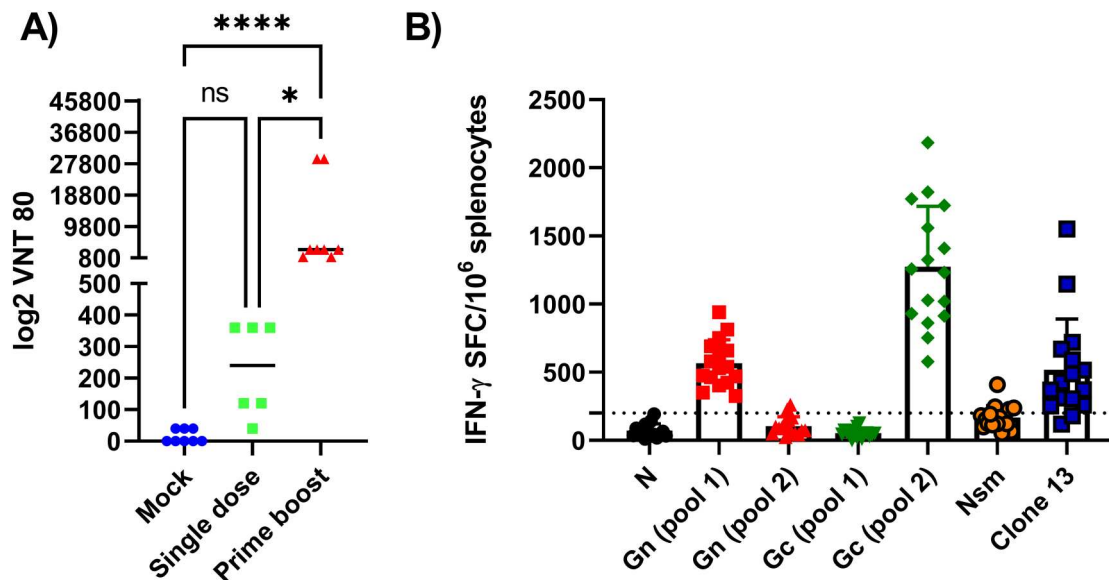 A)
****
ns
*
log2 VNT 80
45800
36800
27800
18800
9800
800
500
400
300
200
100
0
Mock
Single dose
Prime boost
B)
IFN-γ SFC/10⁶ splenocytes
2500
2000
1500
1000
500
0
N
Gn (pool 1)
Gn (pool 2)
Gc (pool 1)
Gc (pool 2)
Nsm
Clone 13